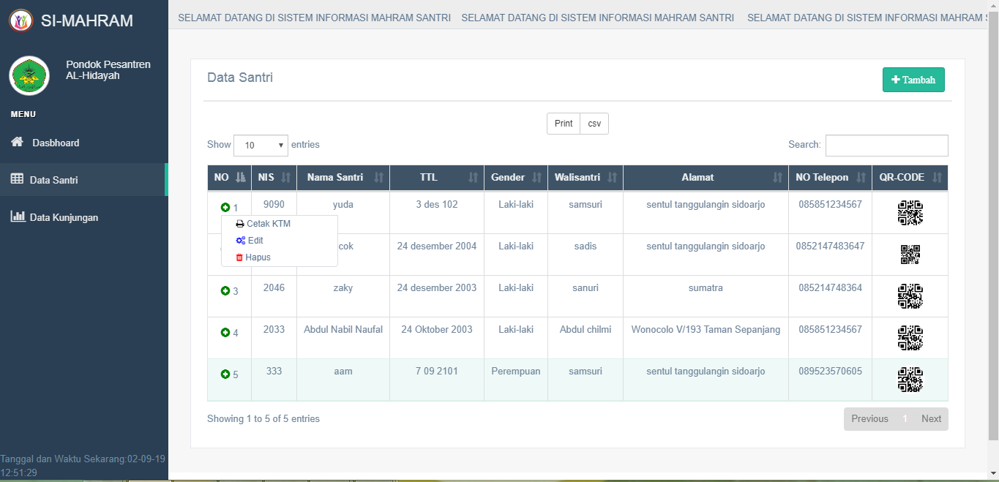 SI-MAHRAM
SELAMAT DATANG DI SISTEM INFORMASI MAHRAM SANTRI SELAMAT DATANG DI SISTEM INFORMASI MAHRAM SANTRI SELAMAT DATANG DI SISTEM INFORMASI MAHRAM
Pondok Pesantren
AL-Hidayah
MENU
Dasbhoard
Data Santri
Data Kunjungan
Tanggal dan Waktu Sekarang:02-09-19
12:51:29
Data Santri
Tambah
Print csv
Show 10 entries
Search:
NO NIS Nama Santri TTL Gender Walisantri Alamat NO Telepon QR-CODE
1 9090 yuda 3 des 102 Laki-laki samsuri sentul tanggulangin sidoarjo 085851234567
Cetak KTM
Edit
Hapus
cok 24 desember 2004 Laki-laki sadis sentul tanggulangin sidoarjo 0852147483647
3 2046 zaky 24 desember 2003 Laki-laki sanuri sumatra 085214748364
4 2033 Abdul Nabil Naufal 24 Oktober 2003 Laki-laki Abdul chilmi Wonocolo V/193 Taman Sepanjang 085851234567
5 333 aam 7 09 2101 Perempuan samsuri sentul tanggulangin sidoarjo 089523570605
Showing 1 to 5 of 5 entries
Previous 1 Next